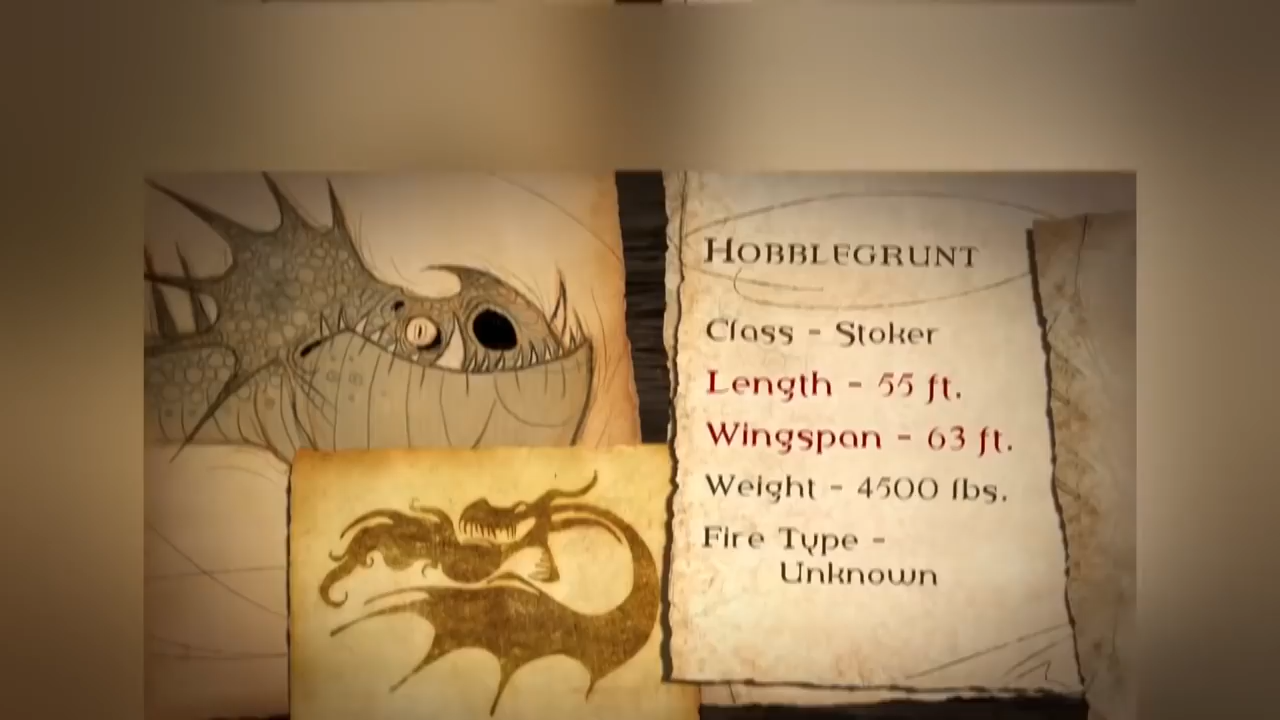 HOBBLEGRUNT
Class - Stoker
Length - 55 ft.
Wingspan - 63 ft.
Weight - 4500 lbs.
Fire Type -
Unknown